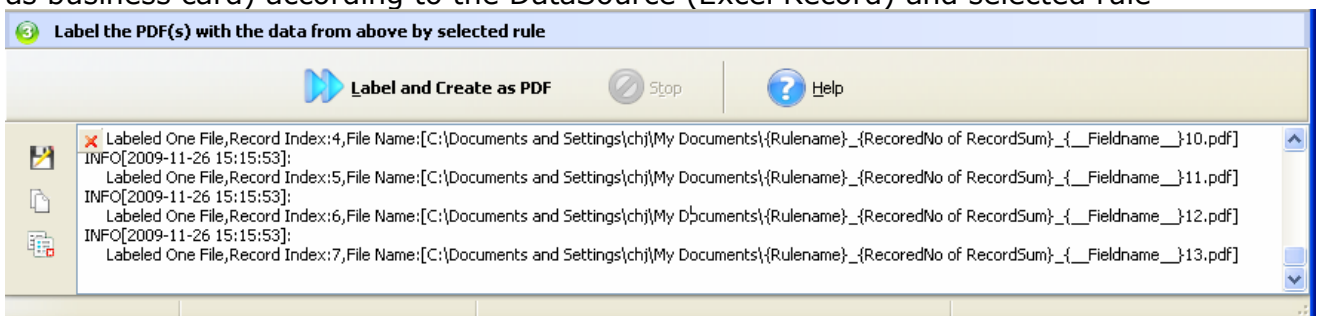 as business card) according to the DataSource (Excel Record) and selected rule
3 Label the PDF(s) with the data from above by selected rule
Label and Create as PDF Stop ? Help
Labeled One File,Record Index:4,File Name:[C:\Documents and Settings\chj\My Documents\{Rulename}_{RecoredNo of RecordSum}_{__Fieldname__}10.pdf]
INFO[2009-11-26 15:15:53]:
Labeled One File,Record Index:5,File Name:[C:\Documents and Settings\chj\My Documents\{Rulename}_{RecoredNo of RecordSum}_{__Fieldname__}11.pdf]
INFO[2009-11-26 15:15:53]:
Labeled One File,Record Index:6,File Name:[C:\Documents and Settings\chj\My Documents\{Rulename}_{RecoredNo of RecordSum}_{__Fieldname__}12.pdf]
INFO[2009-11-26 15:15:53]:
Labeled One File,Record Index:7,File Name:[C:\Documents and Settings\chj\My Documents\{Rulename}_{RecoredNo of RecordSum}_{__Fieldname__}13.pdf]